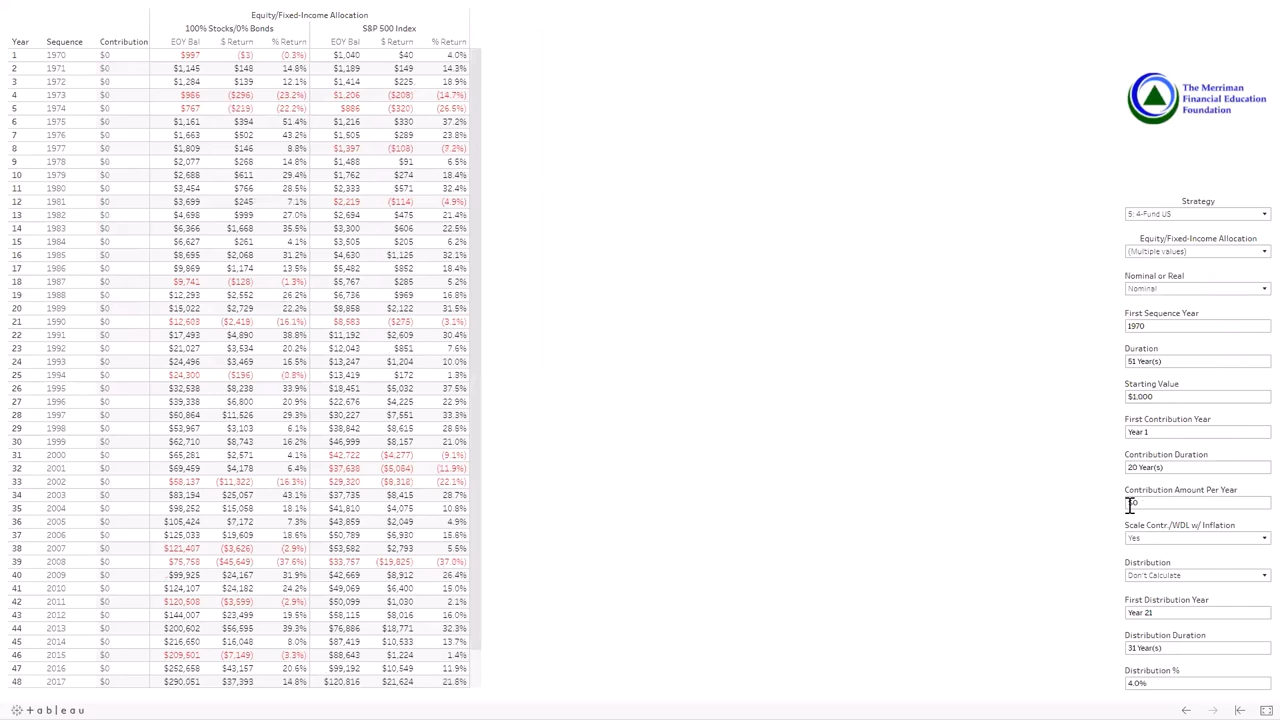 Equity/Fixed-Income Allocation
100% Stocks/0% Bonds S&P 500 Index
Year Sequence Contribution EOY Bal $ Return % Return EOY Bal $ Return % Return
1 1970 $0 $997 ($3) (0.3%) $1,040 $40 4.0%
2 1971 $0 $1,145 $148 14.8% $1,189 $149 14.3%
3 1972 $0 $1,284 $139 12.1% $1,414 $225 18.9%
4 1973 $0 $986 ($298) (23.2%) $1,206 ($208) (14.7%)
5 1974 $0 $767 ($219) (22.2%) $886 ($320) (26.5%)
6 1975 $0 $1,161 $394 51.4% $1,216 $330 37.2%
7 1976 $0 $1,663 $502 43.2% $1,505 $289 23.8%
8 1977 $0 $1,809 $146 8.8% $1,397 ($108) (7.2%)
9 1978 $0 $2,077 $268 14.8% $1,488 $91 6.5%
10 1979 $0 $2,688 $611 29.4% $1,762 $274 18.4%
11 1980 $0 $3,454 $766 28.5% $2,333 $571 32.4%
12 1981 $0 $3,699 $245 7.1% $2,219 ($114) (4.9%)
13 1982 $0 $4,698 $999 27.0% $2,694 $475 21.4%
14 1983 $0 $6,366 $1,668 35.5% $3,300 $606 22.5%
15 1984 $0 $6,627 $261 4.1% $3,505 $205 6.2%
16 1985 $0 $8,695 $2,068 31.2% $4,630 $1,125 32.1%
17 1986 $0 $9,869 $1,174 13.5% $5,482 $852 18.4%
18 1987 $0 $9,741 ($128) (1.3%) $5,767 $285 5.2%
19 1988 $0 $12,293 $2,552 26.2% $6,736 $969 16.8%
20 1989 $0 $15,022 $2,729 22.2% $8,858 $2,122 31.5%
21 1990 $0 $12,603 ($2,419) (16.1%) $8,583 ($275) (3.1%)
22 1991 $0 $17,493 $4,890 38.8% $11,192 $2,609 30.4%
23 1992 $0 $21,027 $3,534 20.2% $12,043 $851 7.6%
24 1993 $0 $24,496 $3,469 16.5% $13,247 $1,204 10.0%
25 1994 $0 $24,300 ($196) (0.8%) $13,419 $172 1.3%
26 1995 $0 $32,538 $8,238 33.9% $18,451 $5,032 37.5%
27 1996 $0 $39,338 $6,800 20.9% $22,676 $4,225 22.9%
28 1997 $0 $50,864 $11,526 29.3% $30,227 $7,551 33.3%
29 1998 $0 $53,967 $3,103 6.1% $38,842 $8,615 28.6%
30 1999 $0 $62,710 $8,743 16.2% $46,999 $8,157 21.0%
31 2000 $0 $65,281 $2,571 4.1% $42,722 ($4,277) (9.1%)
32 2001 $0 $69,459 $4,178 6.4% $37,638 ($5,084) (11.9%)
33 2002 $0 $58,137 ($11,322) (16.3%) $29,320 ($8,318) (22.1%)
34 2003 $0 $83,194 $25,057 43.1% $37,735 $8,415 28.7%
35 2004 $0 $98,252 $15,058 18.1% $41,810 $4,075 10.8%
36 2005 $0 $105,424 $7,172 7.3% $43,859 $2,049 4.9%
37 2006 $0 $125,033 $19,609 18.6% $50,789 $6,930 15.8%
38 2007 $0 $121,407 ($3,626) (2.9%) $53,582 $2,793 5.5%
39 2008 $0 $75,758 ($45,649) (37.6%) $33,757 ($19,825) (37.0%)
40 2009 $0 $99,925 $24,167 31.9% $42,669 $8,912 26.4%
41 2010 $0 $124,107 $24,182 24.2% $49,069 $6,400 15.0%
42 2011 $0 $120,508 ($3,599) (2.9%) $50,099 $1,030 2.1%
43 2012 $0 $144,007 $23,499 19.5% $58,115 $8,016 16.0%
44 2013 $0 $200,602 $56,595 39.3% $76,886 $18,771 32.3%
45 2014 $0 $216,650 $16,048 8.0% $87,419 $10,533 13.7%
46 2015 $0 $209,501 ($7,149) (3.3%) $88,643 $1,224 1.4%
47 2016 $0 $252,658 $43,157 20.6% $99,192 $10,549 11.9%
48 2017 $0 $290,051 $37,393 14.8% $120,816 $21,624 21.8%
The Merriman
Financial Education
Foundation
Strategy
5: 4-Fund US
Equity/Fixed-Income Allocation
(Multiple values)
Nominal or Real
Nominal
First Sequence Year
1970
Duration
51 Year(s)
Starting Value
$1,000
First Contribution Year
Year 1
Contribution Duration
20 Year(s)
Contribution Amount Per Year
$0
Scale Contr./WDL w/ Inflation
Yes
Distribution
Don't Calculate
First Distribution Year
Year 21
Distribution Duration
31 Year(s)
Distribution %
4.0%
+ a b l e a u